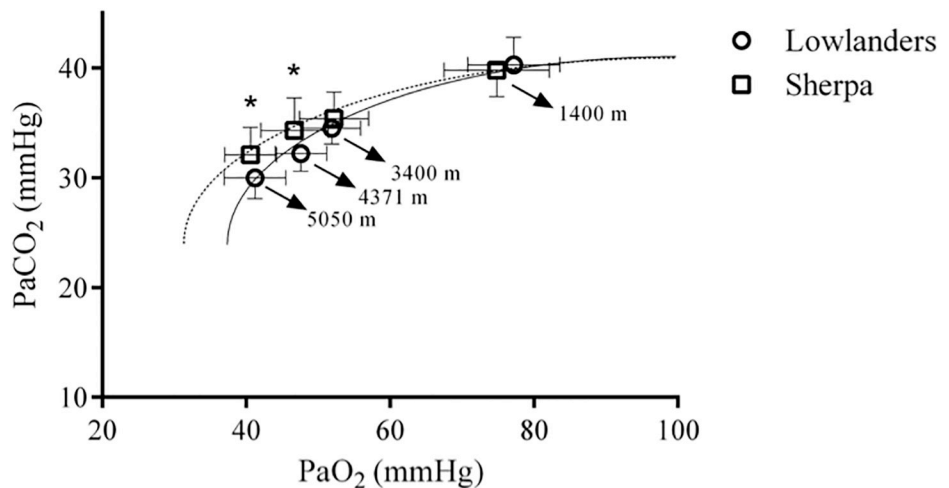 Lowlanders
Sherpa
PaCO2 (mmHg)
40
30
20
10
* *
1400 m
3400 m
4371 m
5050 m
20 40 60 80 100
PaO2 (mmHg)